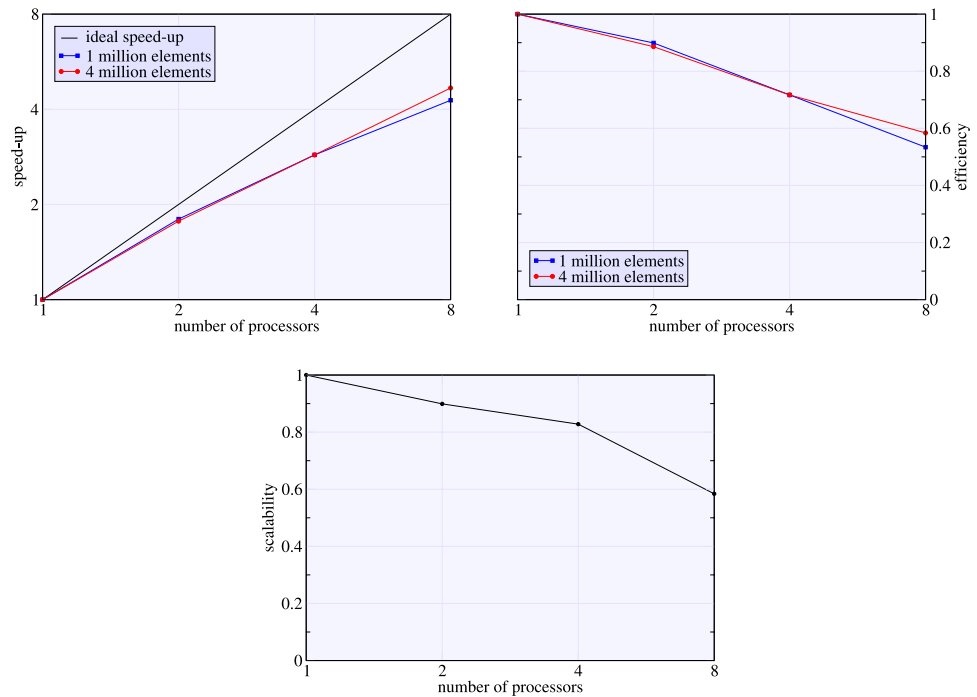 8
4
2
1
speed-up
ideal speed-up
1 million elements
4 million elements
1 2 4 8
number of processors
1
0.8
0.6
0.4
0.2
0
efficiency
1 million elements
4 million elements
1 2 4 8
number of processors
1
0.8
0.6
0.4
0.2
0
scalability
1 2 4 8
number of processors